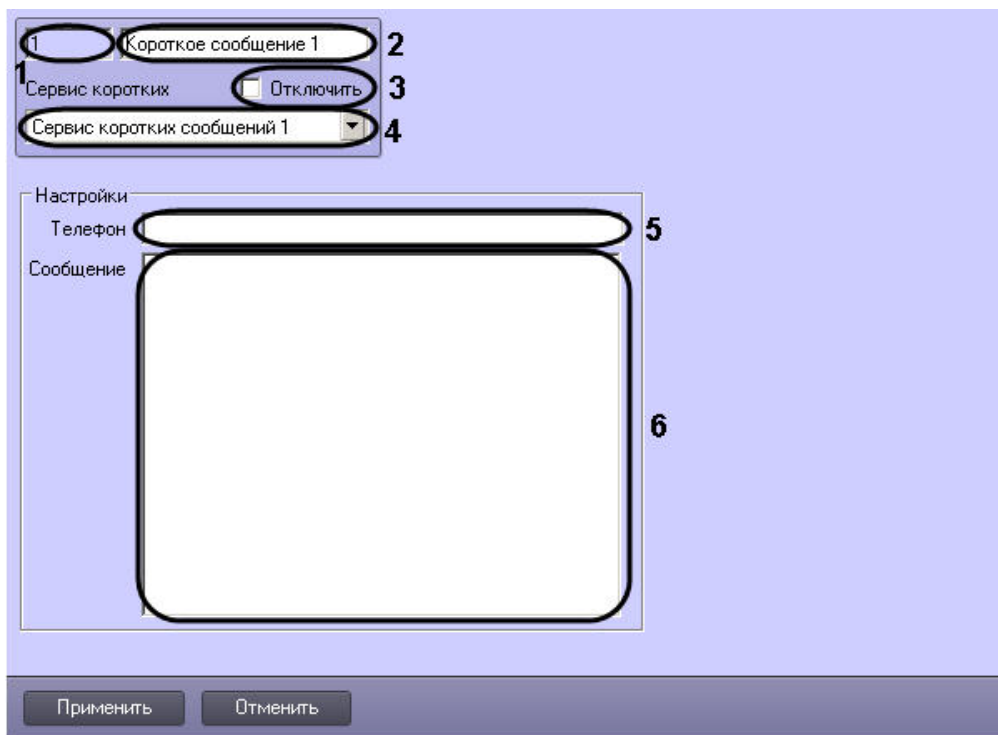 1 Короткое сообщение 1 2
1
Сервис коротких Отключить 3
Сервис коротких сообщений 1 4
Настройки
Телефон 5
Сообщение
6
Применить Отменить